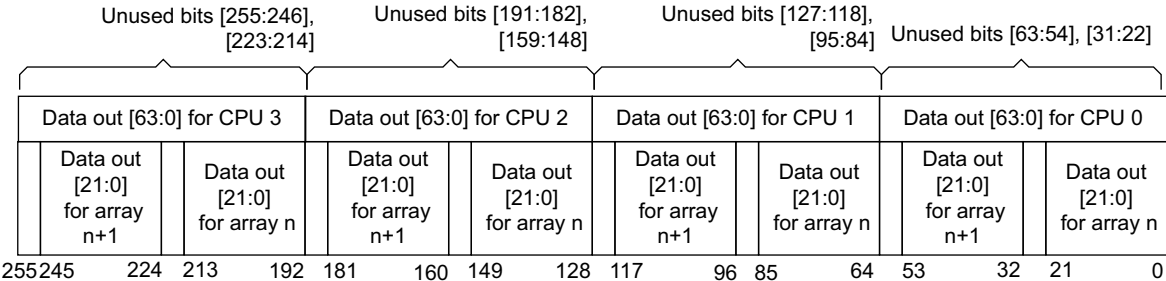 Unused bits [255:246],
[223:214]
Unused bits [191:182],
[159:148]
Unused bits [127:118],
[95:84]
Unused bits [63:54], [31:22]
Data out [63:0] for CPU 3
Data out [63:0] for CPU 2
Data out [63:0] for CPU 1
Data out [63:0] for CPU 0
Data out
[21:0]
for array
n+1
Data out
[21:0]
for array n
Data out
[21:0]
for array
n+1
Data out
[21:0]
for array n
Data out
[21:0]
for array
n+1
Data out
[21:0]
for array n
Data out
[21:0]
for array
n+1
Data out
[21:0]
for array n
255 245 224 213 192 181 160 149 128 117 96 85 64 53 32 21 0